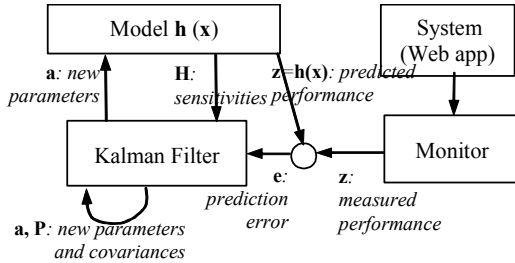 Model h (x)
System
(Web app)
a: new
parameters
H:
sensitivities
z=h(x): predicted
performance
Kalman Filter
Monitor
e:
prediction
error
z:
measured
performance
a, P: new parameters
and covariances